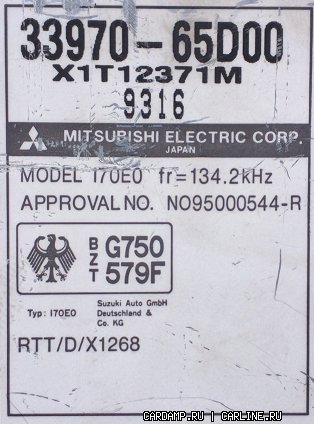 33970-65D00
X1T12371M
9316
MITSUBISHI ELECTRIC CORP.
JAPAN
MODEL I70E0 fr=134.2kHz
APPROVAL NO. NO95000544-R
BZT G750 579F
Typ: I70E0 Suzuki Auto GmbH
Deutschland &
Co. KG
RTT/D/X1268
CARDAMP.RU | CARLINE.RU